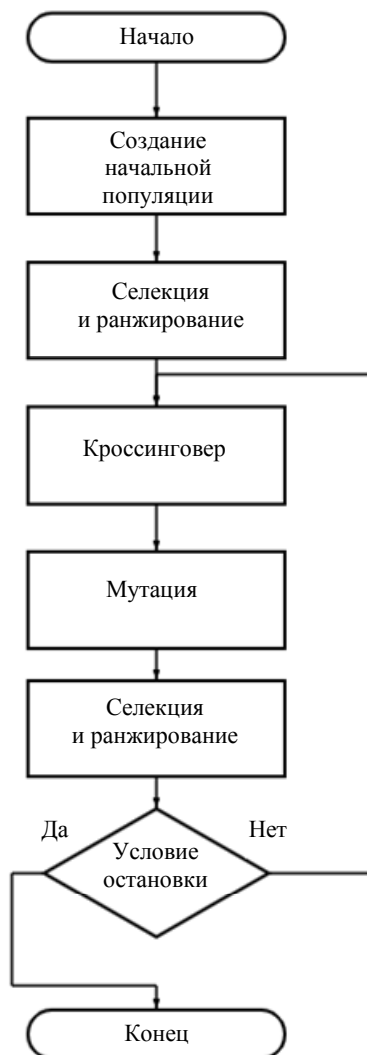 Начало
Создание
начальной
популяции
Селекция
и ранжирование
Кроссинговер
Мутация
Селекция
и ранжирование
Да
Нет
Условие
остановки
Конец